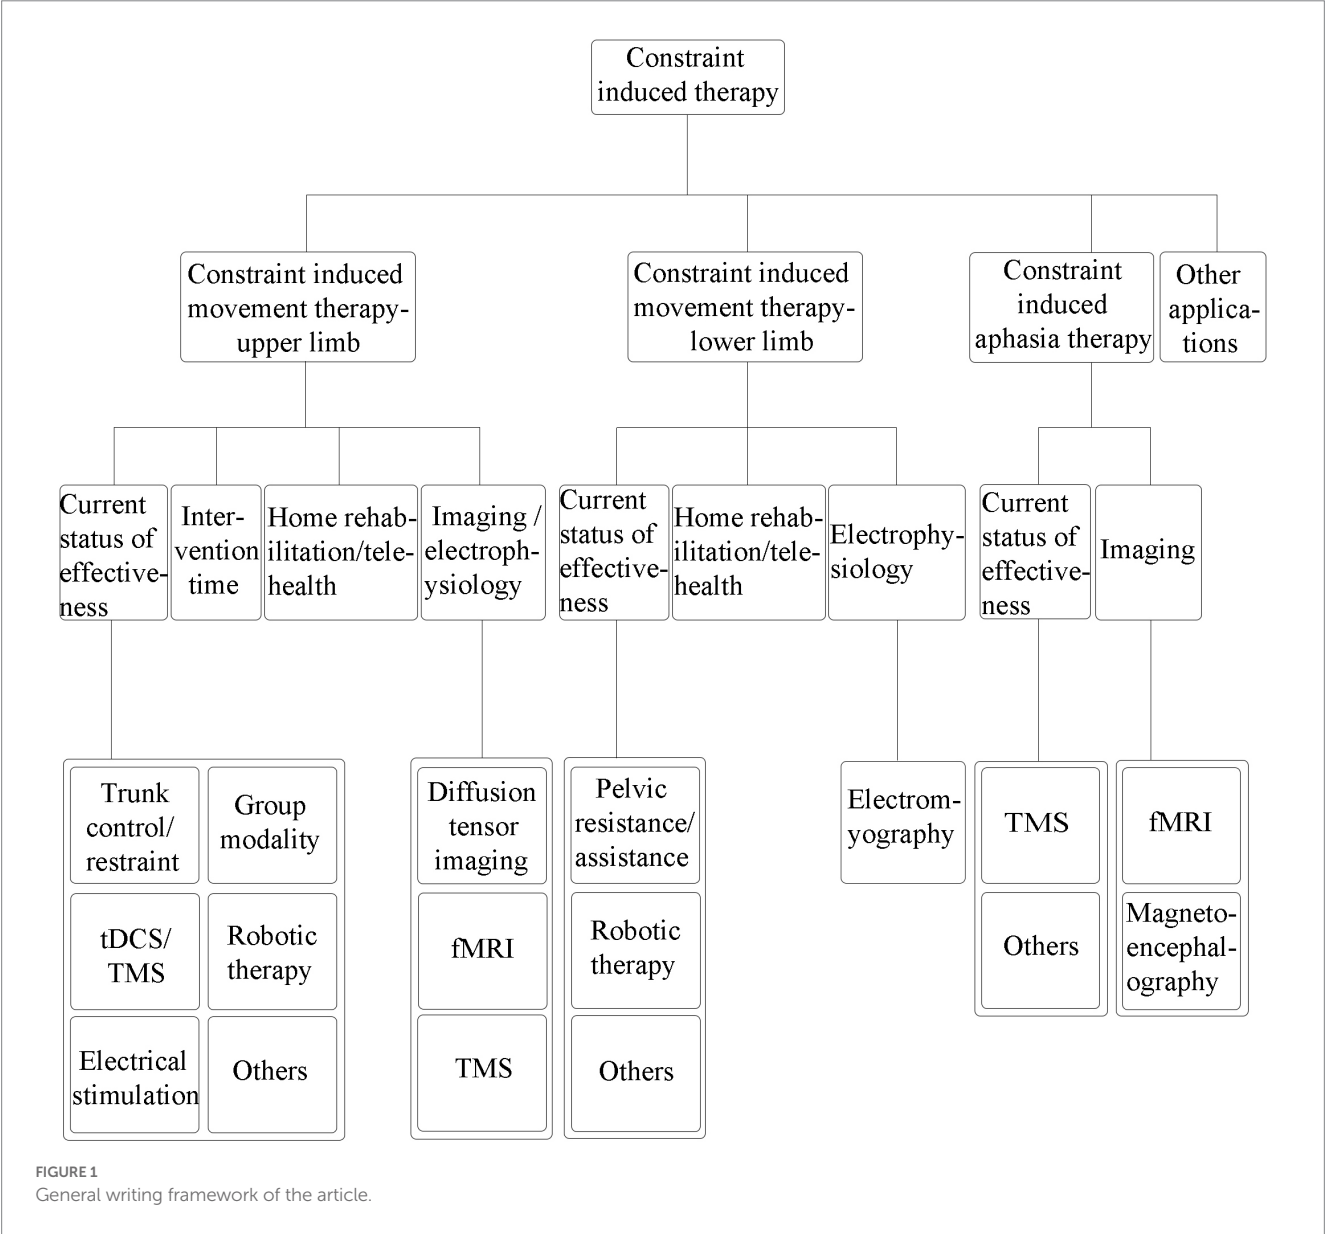 Constraint
induced therapy
Constraint induced
movement therapy-
upper limb
Constraint induced
movement therapy-
lower limb
Constraint
induced
aphasia therapy
Other
applica-
tions
Current
status of
effective-
ness
Inter-
vention
time
Home rehab-
ilitation/tele-
health
Imaging /
electroph-
ysiology
Current
status of
effective-
ness
Home rehab-
ilitation/tele-
health
Electrophy-
siology
Current
status of
effective-
ness
Imaging
Trunk
control/
restraint
Group
modality
tDCS/
TMS
Robotic
therapy
Electrical
stimulation
Others
Diffusion
tensor
imaging
fMRI
TMS
Pelvic
resistance/
assistance
Robotic
therapy
Others
Electrom-
yography
TMS
Others
fMRI
Magneto-
encephal-
ography
FIGURE 1
General writing framework of the article.